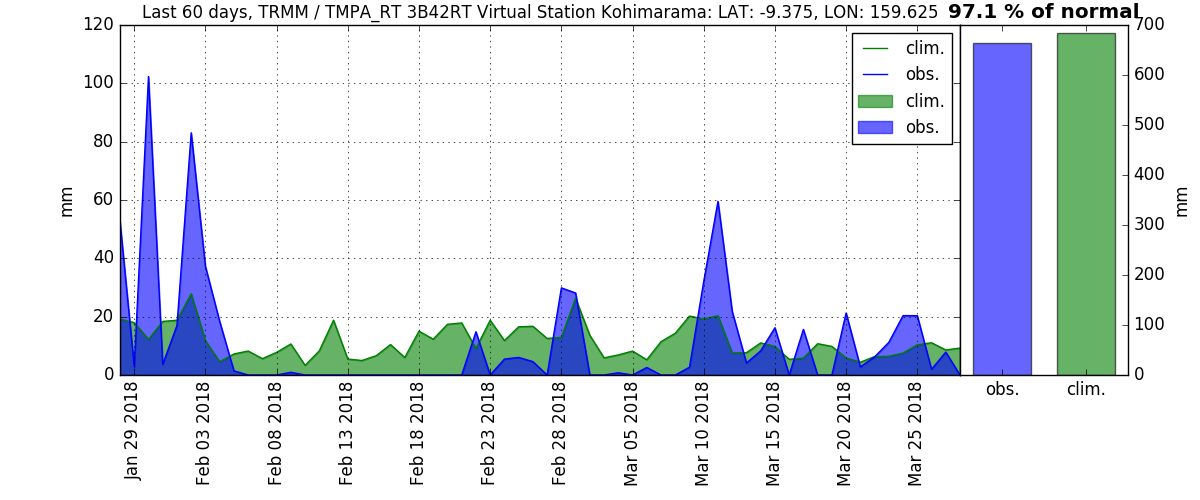 Last 60 days, TRMM / TMPA_RT 3B42RT Virtual Station Kohimarama: LAT: -9.375, LON: 159.625
97.1 % of normal
120
100
80
60
40
20
0
mm
clim.
obs.
clim.
obs.
Jan 29 2018
Feb 03 2018
Feb 08 2018
Feb 13 2018
Feb 18 2018
Feb 23 2018
Feb 28 2018
Mar 05 2018
Mar 10 2018
Mar 15 2018
Mar 20 2018
Mar 25 2018
700
600
500
400
300
200
100
0
mm
obs.
clim.